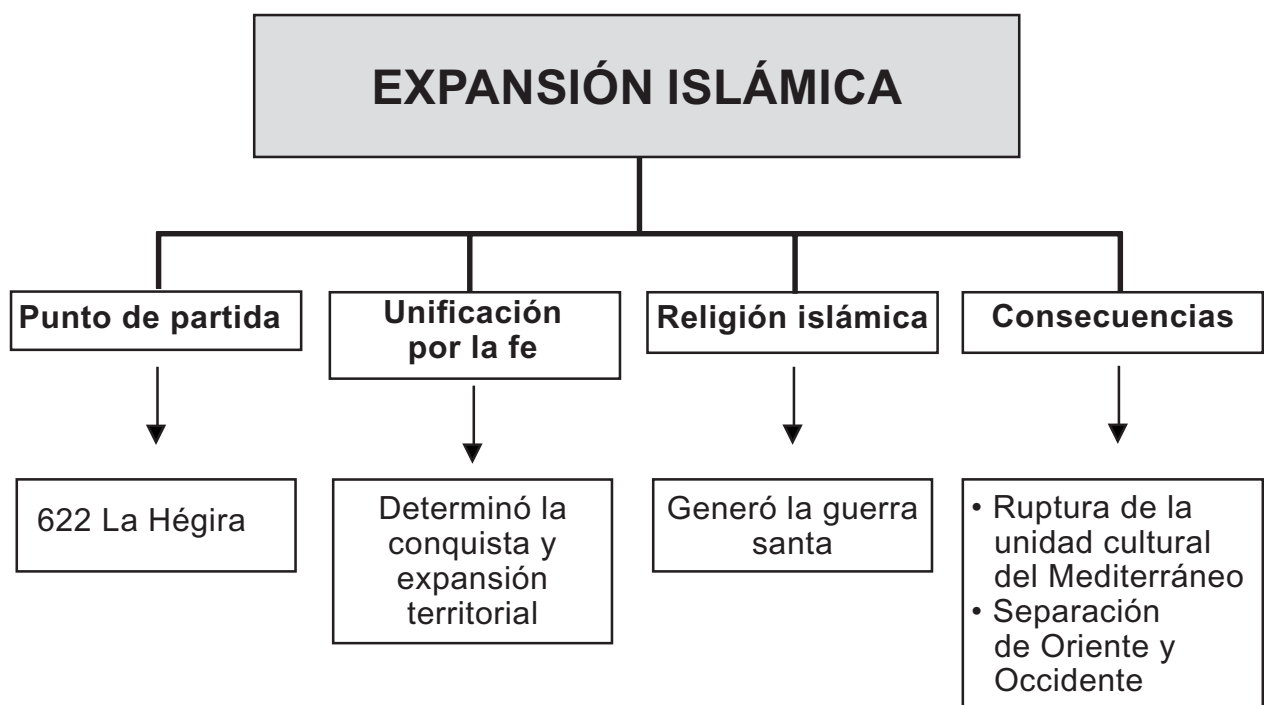 EXPANSIÓN ISLÁMICA
Punto de partida
622 La Hégira
Unificación
por la fe
Determinó la
conquista y
expansión
territorial
Religión islámica
Generó la guerra
santa
Consecuencias
• Ruptura de la
unidad cultural
del Mediterráneo
• Separación
de Oriente y
Occidente